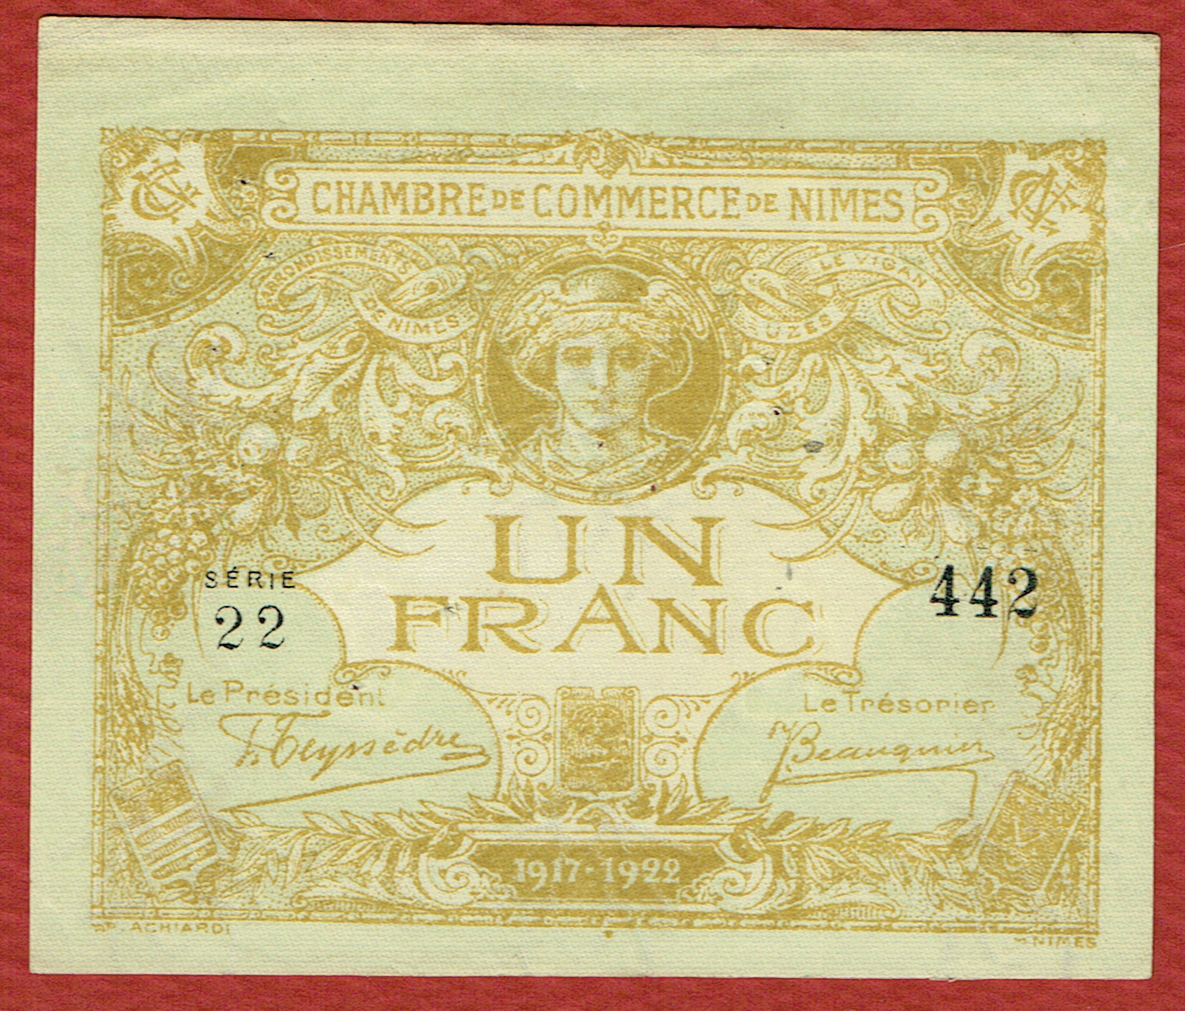 CHAMBRE DE COMMERCE DE NIMES
ARRONDISSEMENTS
DE NIMES
UZES
LE VIGAN
UN
FRANC
SÉRIE
22
442
Le Président
Teyssèdre
Le Trésorier
Beauquier
1917-1922
P. ACHIARDI
NIMES